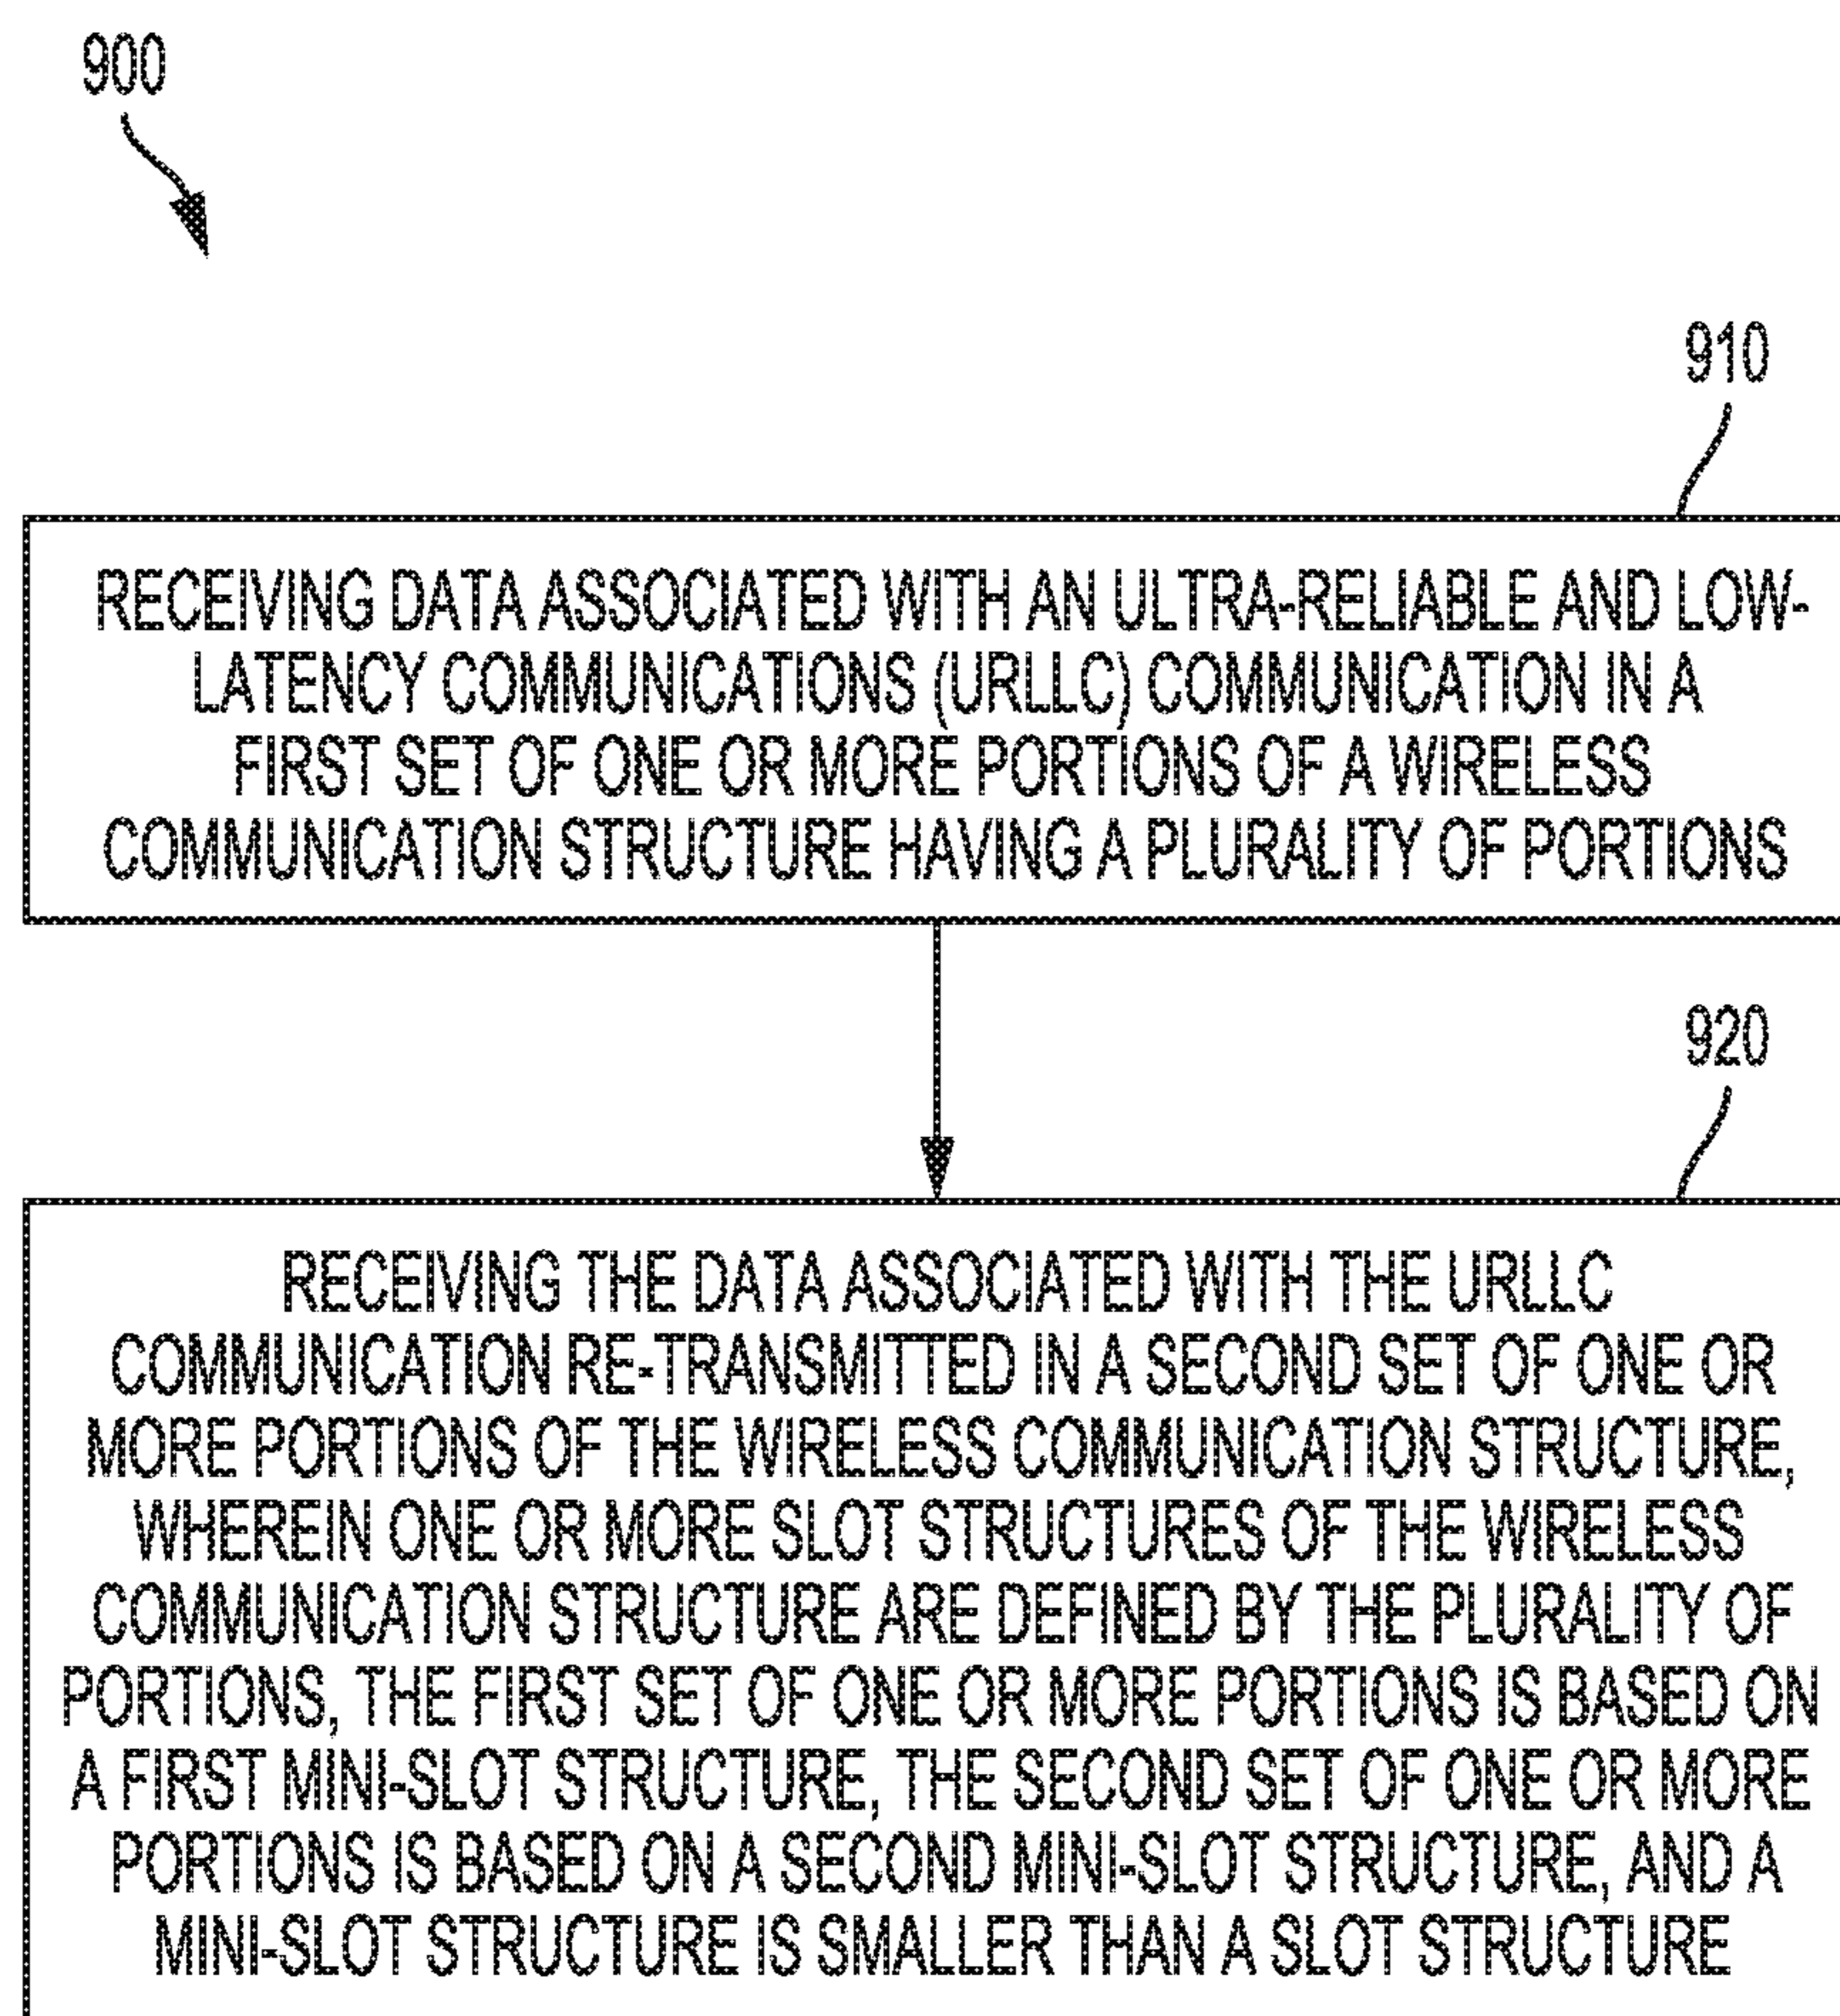 900
910
RECEIVING DATA ASSOCIATED WITH AN ULTRA-RELIABLE AND LOW-
LATENCY COMMUNICATIONS (URLLC) COMMUNICATION IN A
FIRST SET OF ONE OR MORE PORTIONS OF A WIRELESS
COMMUNICATION STRUCTURE HAVING A PLURALITY OF PORTIONS
920
RECEIVING THE DATA ASSOCIATED WITH THE URLLC
COMMUNICATION RE-TRANSMITTED IN A SECOND SET OF ONE OR
MORE PORTIONS OF THE WIRELESS COMMUNICATION STRUCTURE,
WHEREIN ONE OR MORE SLOT STRUCTURES OF THE WIRELESS
COMMUNICATION STRUCTURE ARE DEFINED BY THE PLURALITY OF
PORTIONS, THE FIRST SET OF ONE OR MORE PORTIONS IS BASED ON
A FIRST MINI-SLOT STRUCTURE, THE SECOND SET OF ONE OR MORE
PORTIONS IS BASED ON A SECOND MINI-SLOT STRUCTURE, AND A
MINI-SLOT STRUCTURE IS SMALLER THAN A SLOT STRUCTURE